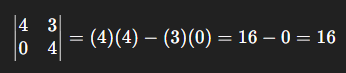 |4 3|
|0 4| = (4)(4) − (3)(0) = 16 − 0 = 16